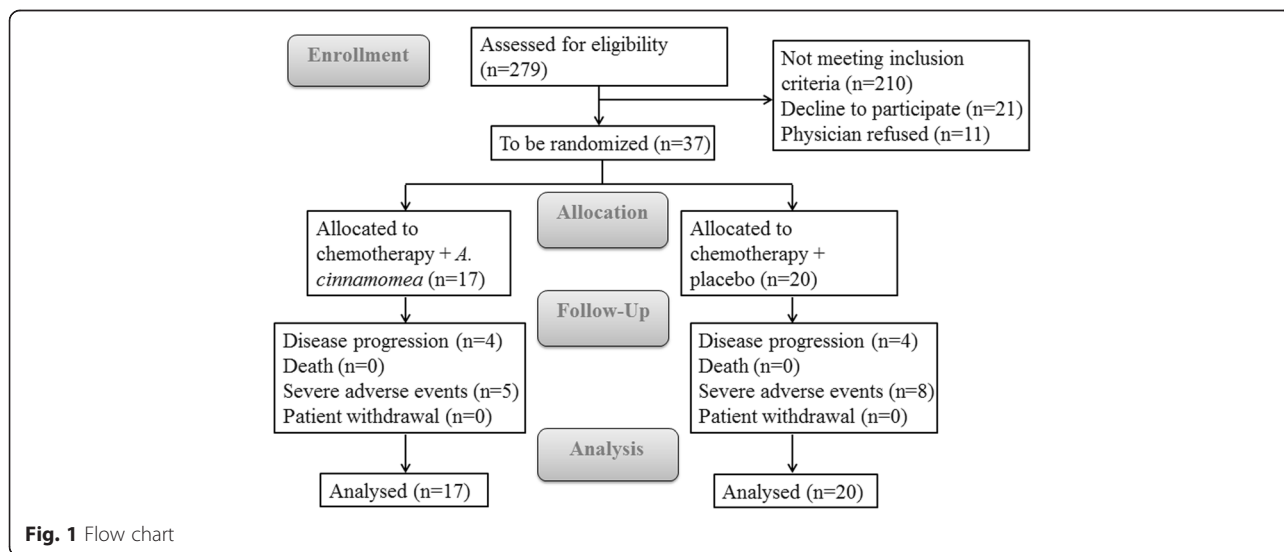 Enrollment
Assessed for eligibility
(n=279)
Not meeting inclusion
criteria (n=210)
Decline to participate (n=21)
Physician refused (n=11)
To be randomized (n=37)
Allocation
Allocated to
chemotherapy + A.
cinnamomea (n=17)
Allocated to
chemotherapy +
placebo (n=20)
Follow-Up
Disease progression (n=4)
Death (n=0)
Severe adverse events (n=5)
Patient withdrawal (n=0)
Disease progression (n=4)
Death (n=0)
Severe adverse events (n=8)
Patient withdrawal (n=0)
Analysis
Analysed (n=17)
Analysed (n=20)
Fig. 1 Flow chart